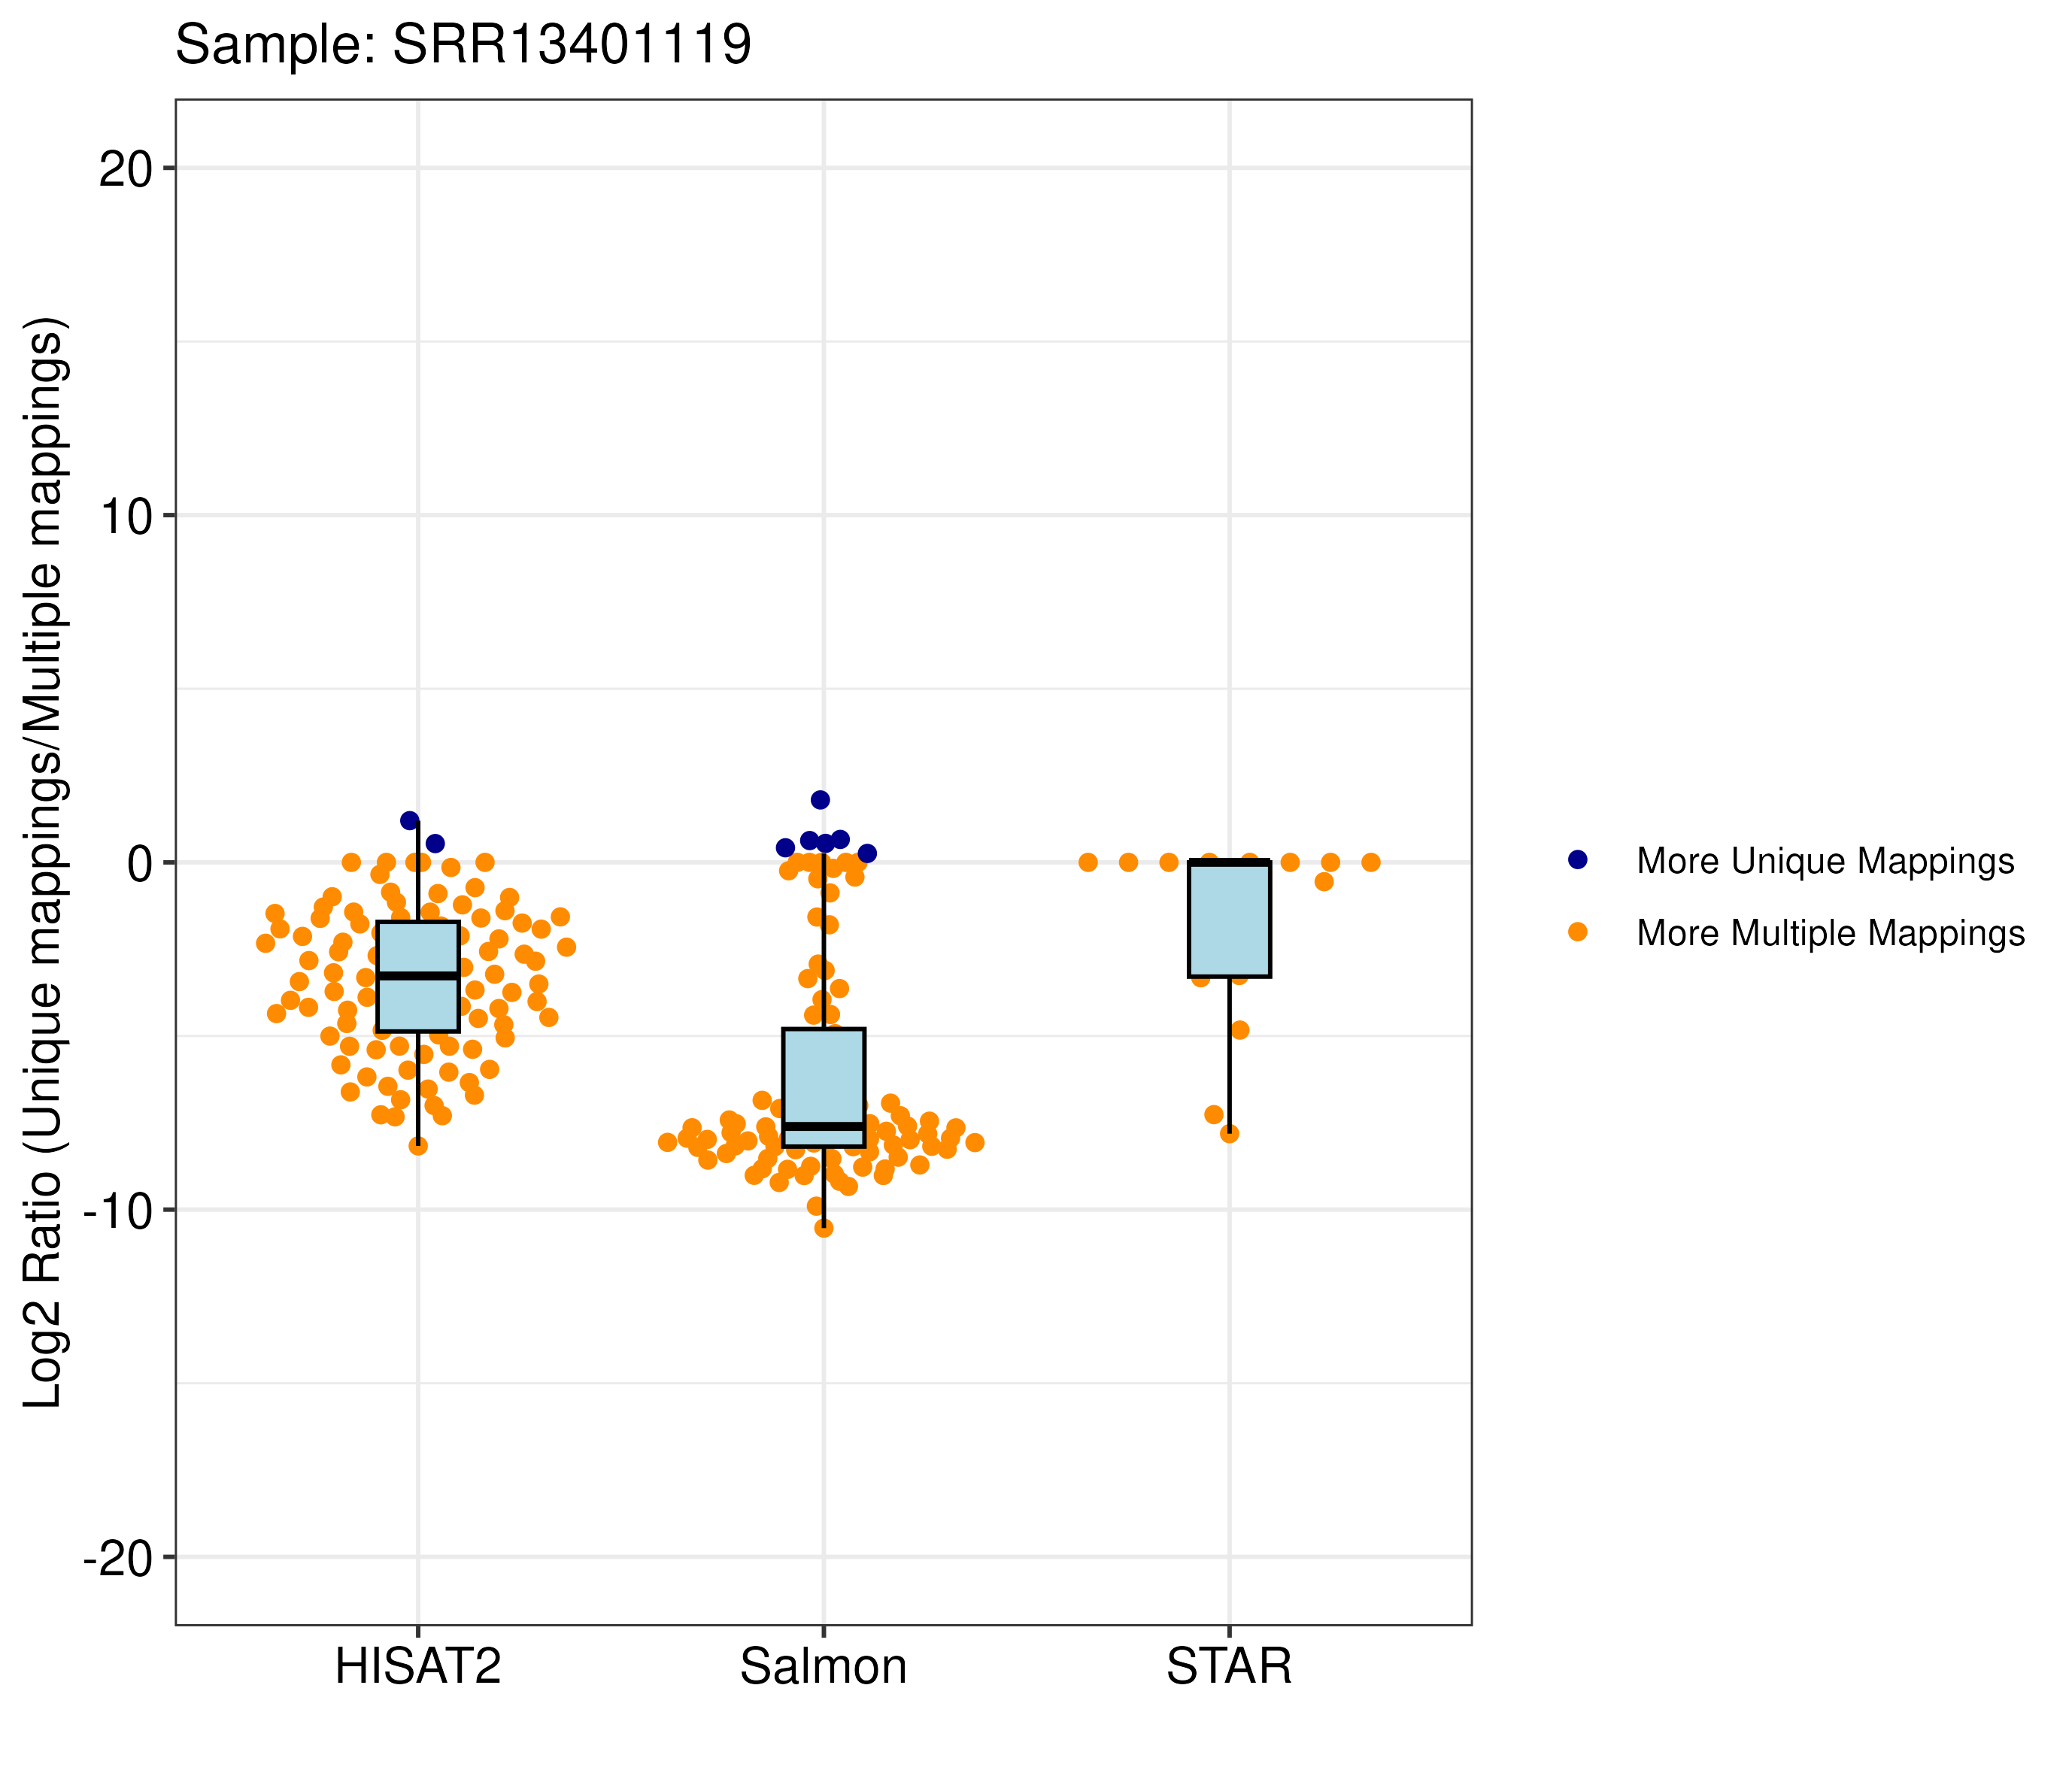 Sample: SRR13401119
Log2 Ratio (Unique mappings/Multiple mappings)
20
10
0
-10
-20
HISAT2
Salmon
STAR
More Unique Mappings
More Multiple Mappings